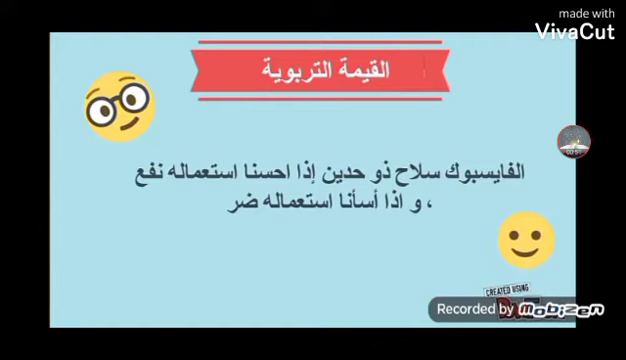 made with
VivaCut
القيمة التربوية
الفايسبوك سلاح ذو حدين إذا احسنا استعماله نفع
، و اذا أسأنا استعماله ضر
CREATED USING
Recorded by mobizen